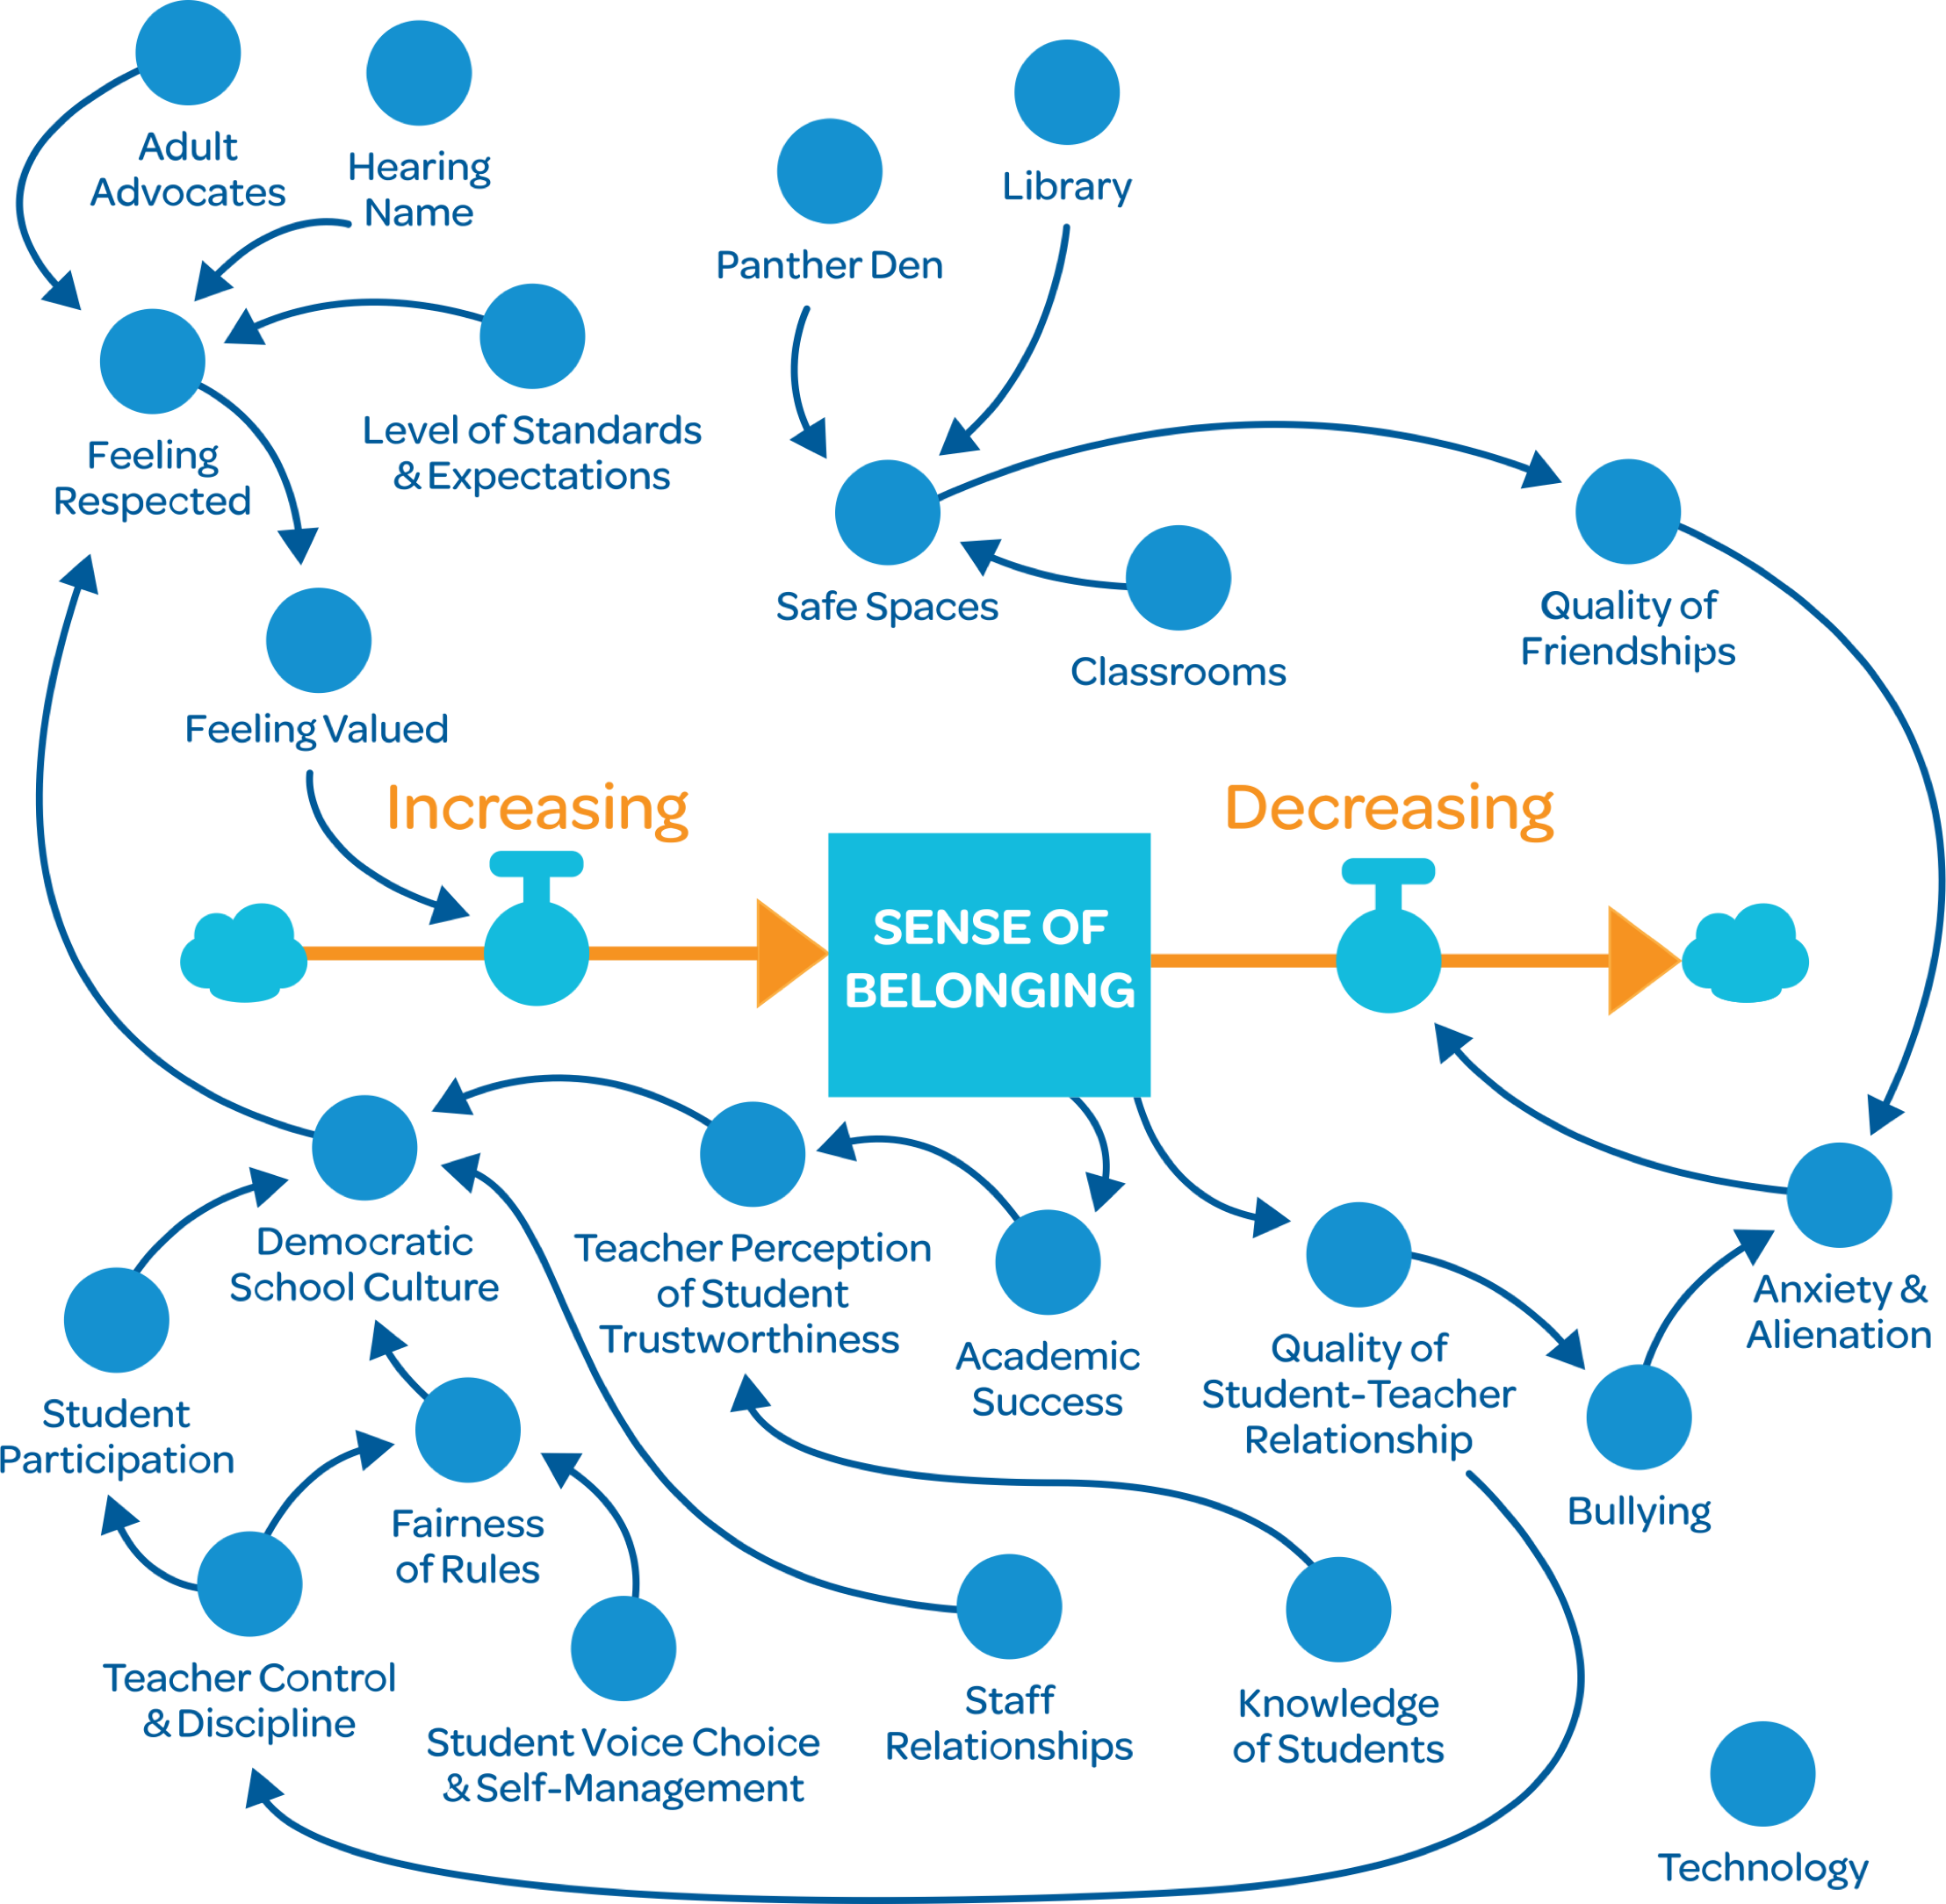 Adult
Advocates
Hearing
Name
Library
Panther Den
Level of Standards
& Expectations
Feeling
Respected
Safe Spaces
Classrooms
Quality of
Friendships
Feeling Valued
Increasing
Decreasing
SENSE OF
BELONGING
Democratic
School Culture
Teacher Perception
of Student
Trustworthiness
Academic
Success
Quality of
Student-Teacher
Relationship
Anxiety &
Alienation
Student
Participation
Fairness
of Rules
Bullying
Teacher Control
& Discipline
Student Voice Choice
& Self-Management
Staff
Relationships
Knowledge
of Students
Technology